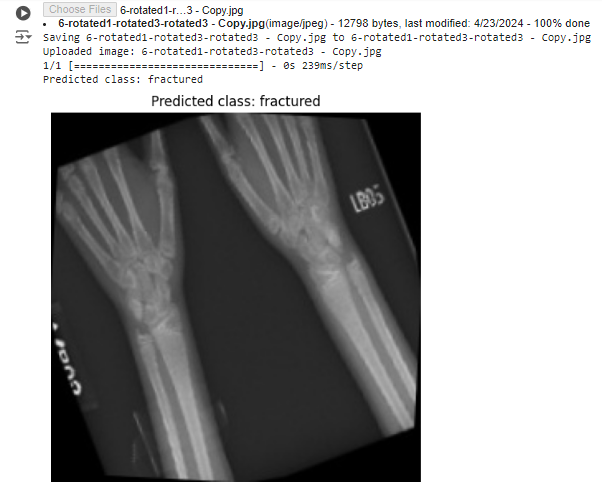 Choose Files 6-rotated1-r...3 - Copy.jpg
• 6-rotated1-rotated3-rotated3 - Copy.jpg(image/jpeg) - 12798 bytes, last modified: 4/23/2024 - 100% done
Saving 6-rotated1-rotated3-rotated3 - Copy.jpg to 6-rotated1-rotated3-rotated3 - Copy.jpg
Uploaded image: 6-rotated1-rotated3-rotated3 - Copy.jpg
1/1 [==============================] - 0s 239ms/step
Predicted class: fractured
Predicted class: fractured